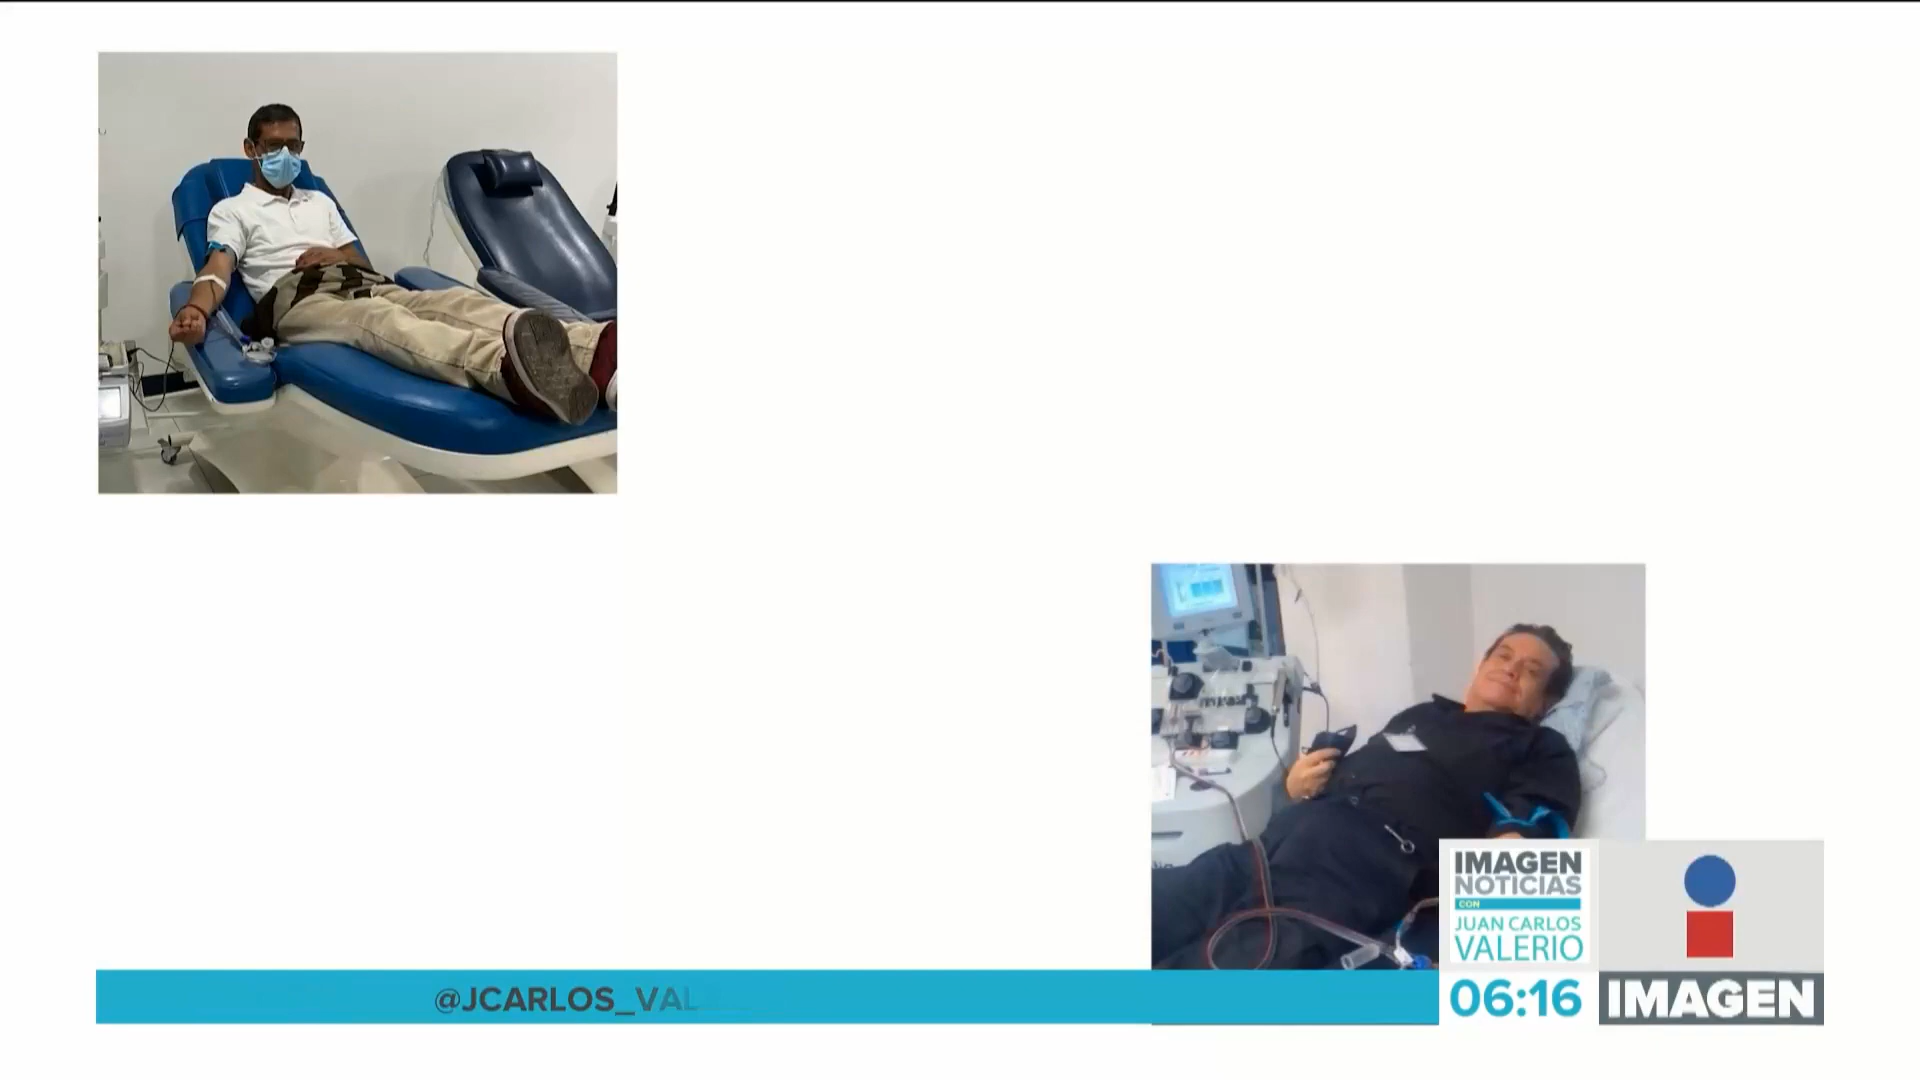 IMAGEN
NOTICIAS
CON
JUAN CARLOS
VALERIO
@JCARLOS_VAL
06:16
IMAGEN